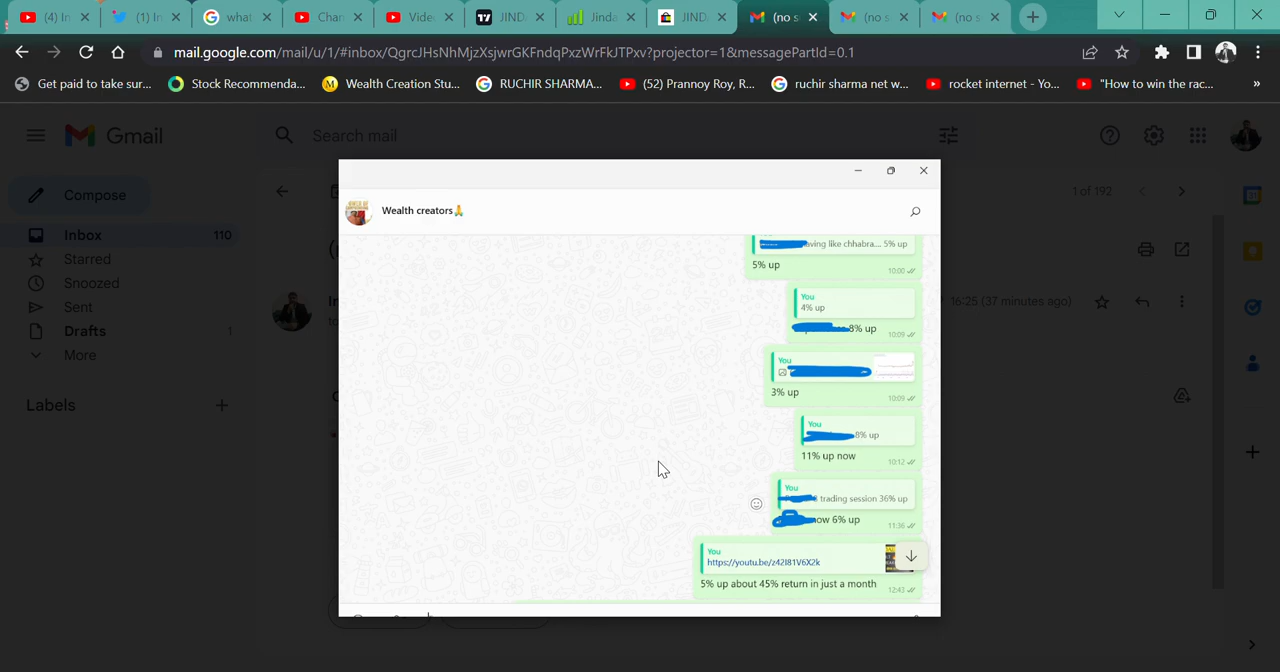 (4) In
(1) In
what
Chan
Vide
JIND
Jinda
JIND
(no s
(no s
(no s
mail.google.com/mail/u/1/#inbox/QgrcJHsNhMjzXsjwrGKFndqPxzWrFkJTPxv?projector=1&messagePartId=0.1
Get paid to take sur...
Stock Recommenda...
Wealth Creation Stu...
RUCHIR SHARMA...
(52) Prannoy Roy, R...
ruchir sharma net w...
rocket internet - Yo...
"How to win the rac...
»
Gmail
Search mail
Compose
1 of 192
Inbox 110
Starred
Snoozed
Sent
Drafts 1
More
Labels
16:25 (37 minutes ago)
Wealth creators🙏
aving like chhabra... 5% up
5% up
10:00
You
4% up
8% up
10:09
You
3% up
10:09
You
8% up
11% up now
10:12
You
trading session 36% up
ow 6% up
11:36
You
https://youtu.be/z42I81V6X2k
5% up about 45% return in just a month
12:43